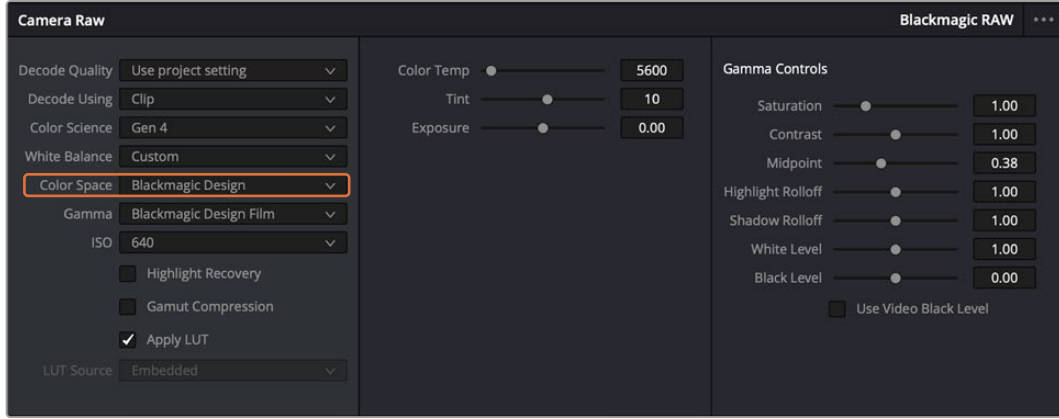 Camera Raw
Blackmagic RAW
Decode Quality Use project setting
Decode Using Clip
Color Science Gen 4
White Balance Custom
Color Space Blackmagic Design
Gamma Blackmagic Design Film
ISO 640
Highlight Recovery
Gamut Compression
Apply LUT
LUT Source Embedded
Color Temp 5600
Tint 10
Exposure 0.00
Gamma Controls
Saturation 1.00
Contrast 1.00
Midpoint 0.38
Highlight Rolloff 1.00
Shadow Rolloff 1.00
White Level 1.00
Black Level 0.00
Use Video Black Level